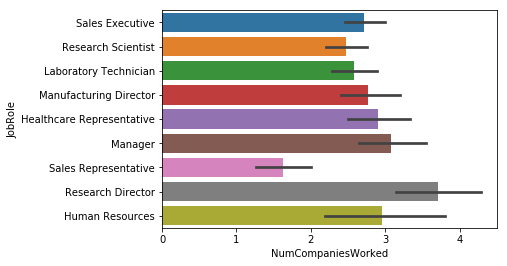 JobRole
Sales Executive
Research Scientist
Laboratory Technician
Manufacturing Director
Healthcare Representative
Manager
Sales Representative
Research Director
Human Resources
0 1 2 3 4
NumCompaniesWorked